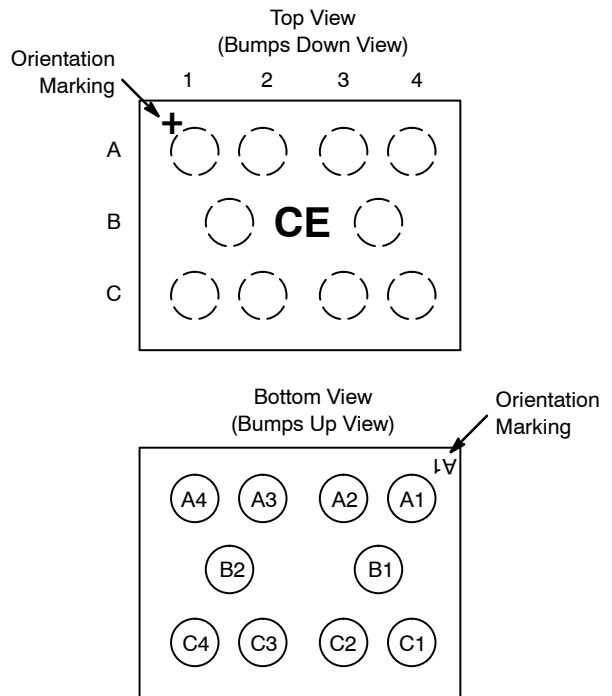 Top View
(Bumps Down View)
Orientation
Marking
1 2 3 4
+
A
B CE
C
Bottom View
(Bumps Up View)
Orientation
Marking
A1
A4 A3 A2 A1
B2 B1
C4 C3 C2 C1